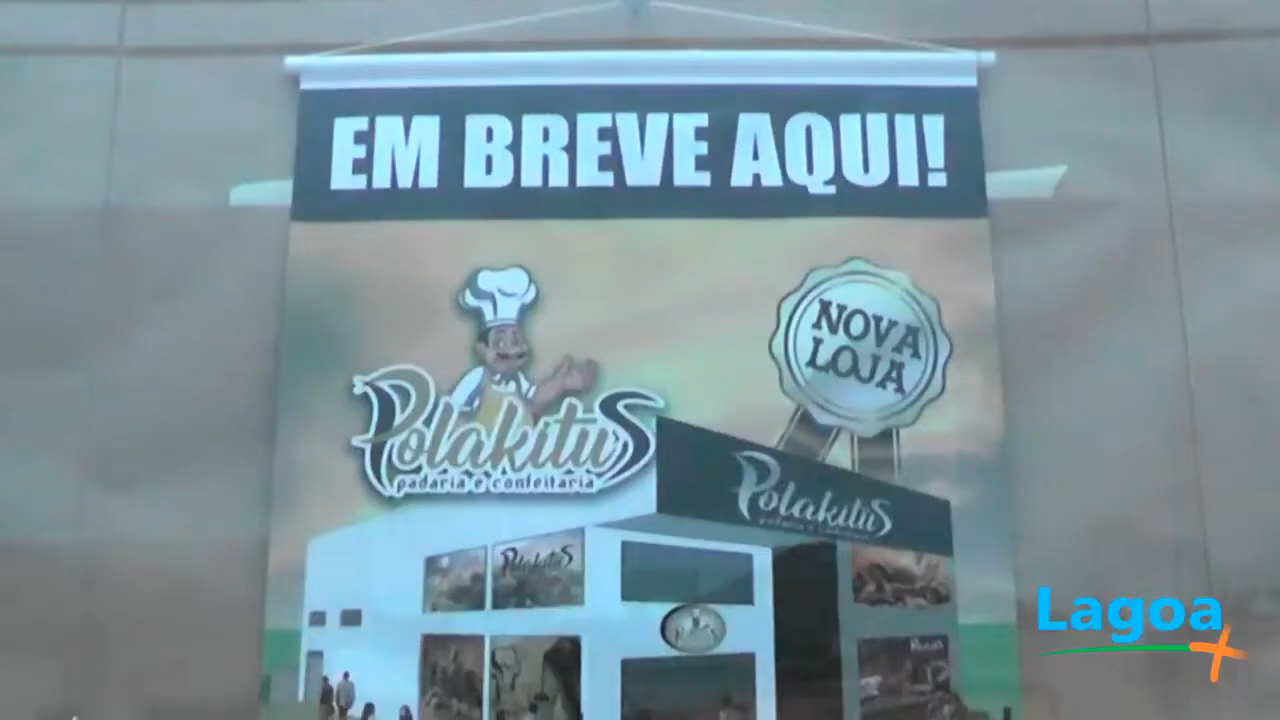 EM BREVE AQUI!
NOVA
LOJA
Polakitus
padaria e confeitaria
Polakitus
Polakitus
Lagoa +